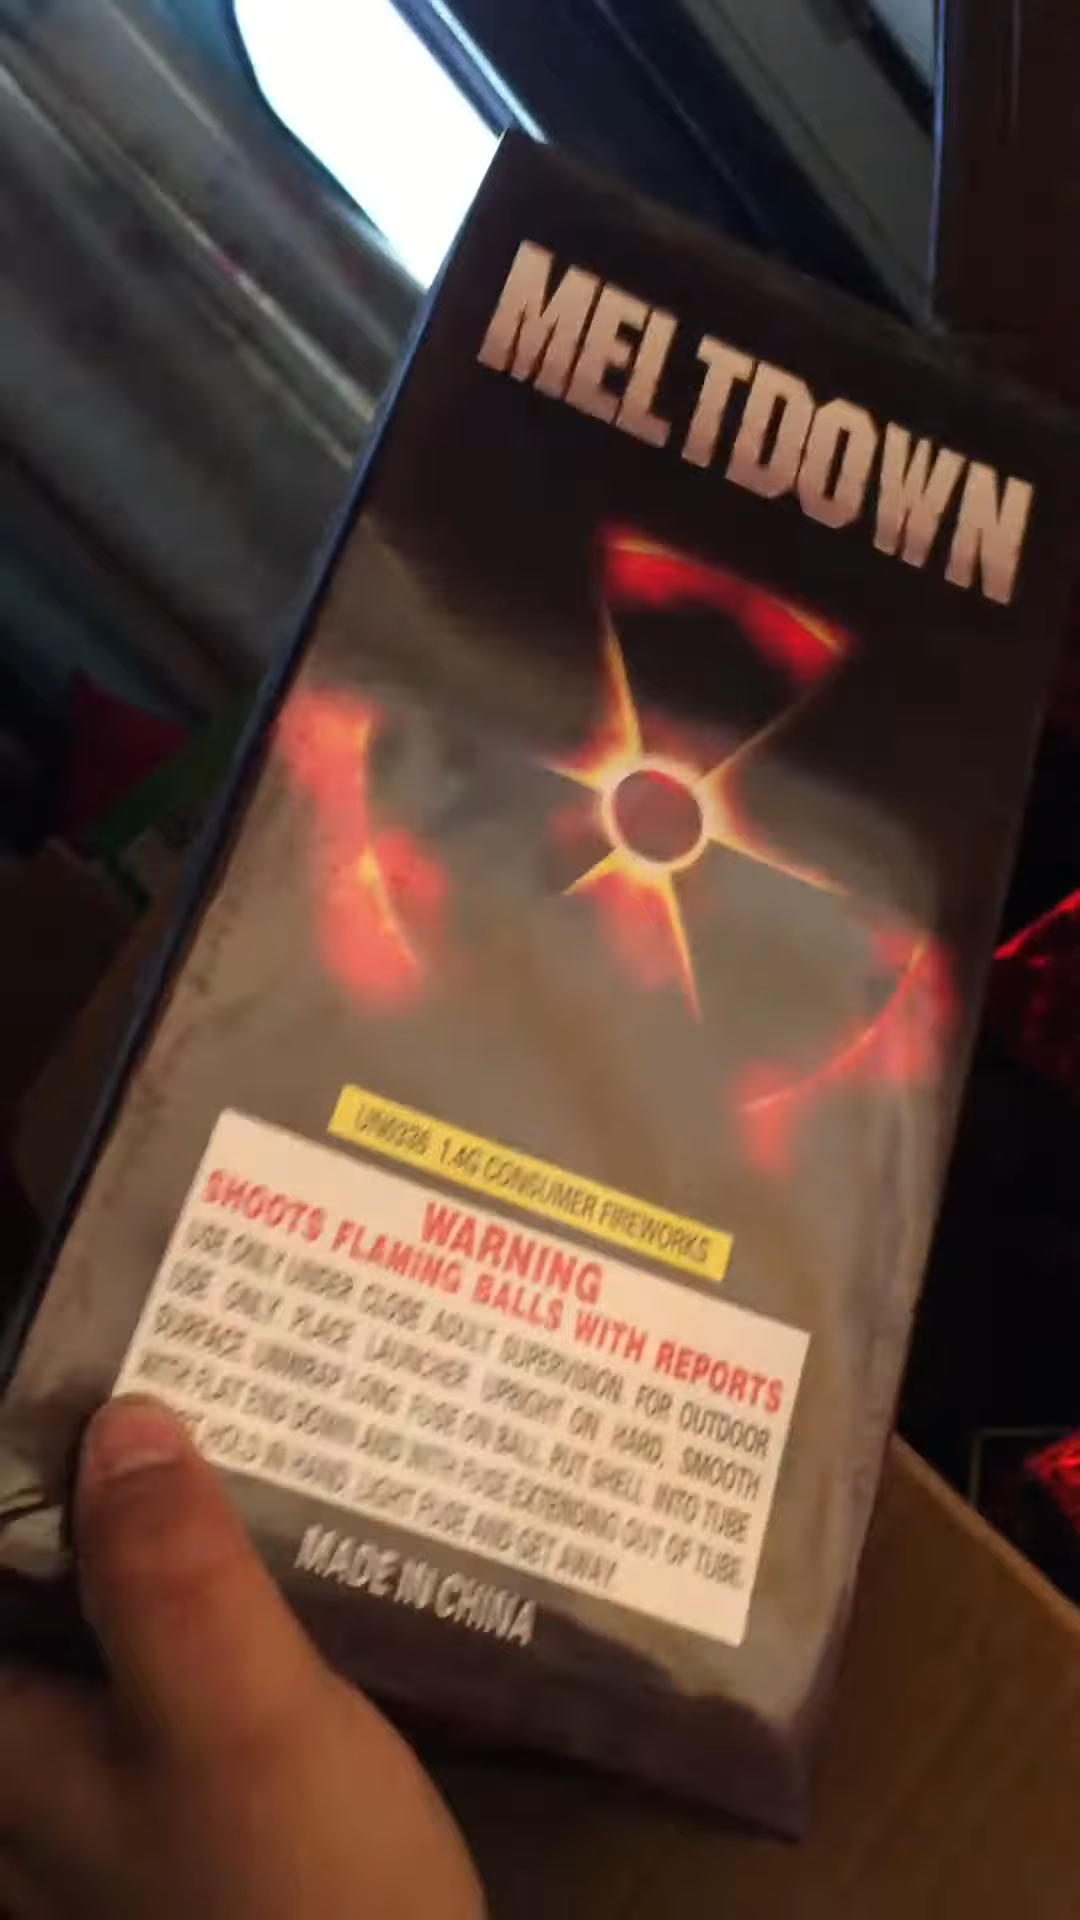 MELTDOWN
UN0336 1.4G CONSUMER FIREWORKS
WARNING
SHOOTS FLAMING BALLS WITH REPORTS
USE ONLY UNDER CLOSE ADULT SUPERVISION. FOR OUTDOOR
USE ONLY. PLACE LAUNCHER UPRIGHT ON HARD, SMOOTH
SURFACE. UNWRAP LONG FUSE ON BALL. PUT SHELL INTO TUBE
WITH FLAT END DOWN AND WITH FUSE EXTENDING OUT OF TUBE.
HOLD IN HAND. LIGHT FUSE AND GET AWAY.
MADE IN CHINA